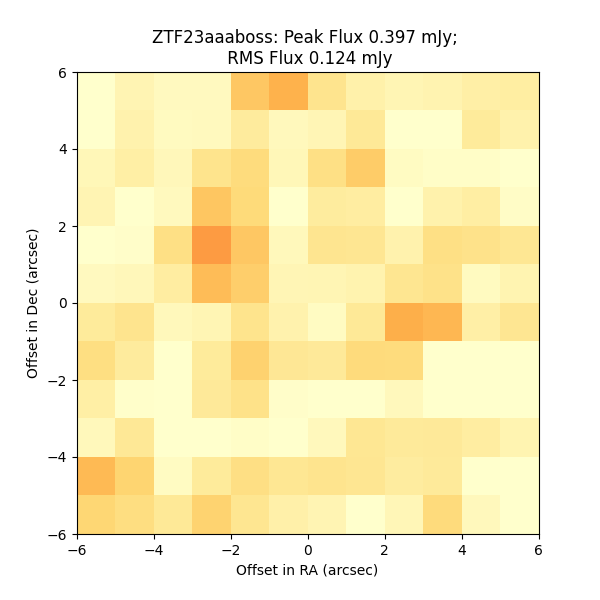 ZTF23aaaboss: Peak Flux 0.397 mJy;
RMS Flux 0.124 mJy
6
4
2
0
−2
−4
−6
Offset in Dec (arcsec)
−6 −4 −2 0 2 4 6
Offset in RA (arcsec)